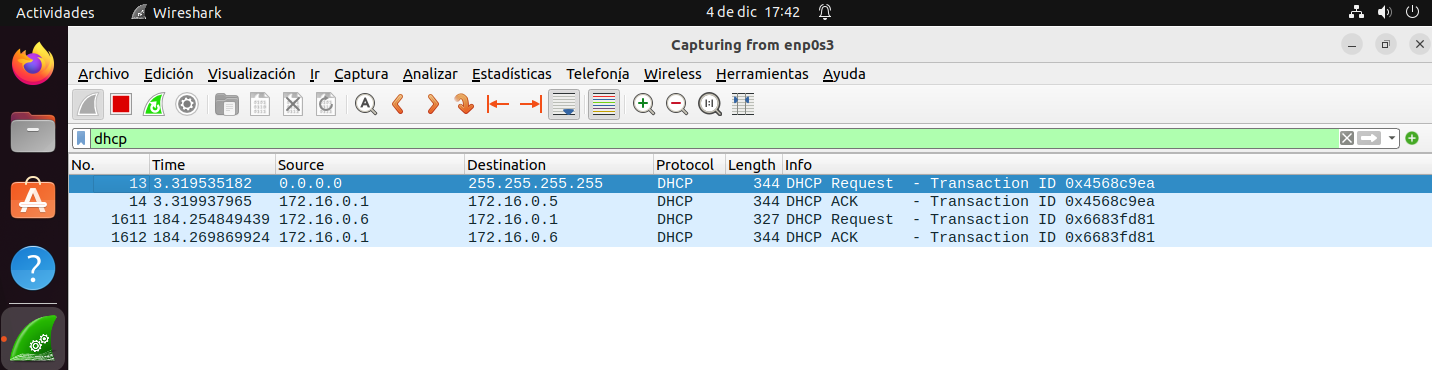 Actividades Wireshark 4 de dic 17:42
Capturing from enp0s3
Archivo Edición Visualización Ir Captura Analizar Estadísticas Telefonía Wireless Herramientas Ayuda
dhcp
No. Time Source Destination Protocol Length Info
13 3.319535182 0.0.0.0 255.255.255.255 DHCP 344 DHCP Request - Transaction ID 0x4568c9ea
14 3.319937965 172.16.0.1 172.16.0.5 DHCP 344 DHCP ACK - Transaction ID 0x4568c9ea
1611 184.254849439 172.16.0.6 172.16.0.1 DHCP 327 DHCP Request - Transaction ID 0x6683fd81
1612 184.269869924 172.16.0.1 172.16.0.6 DHCP 344 DHCP ACK - Transaction ID 0x6683fd81